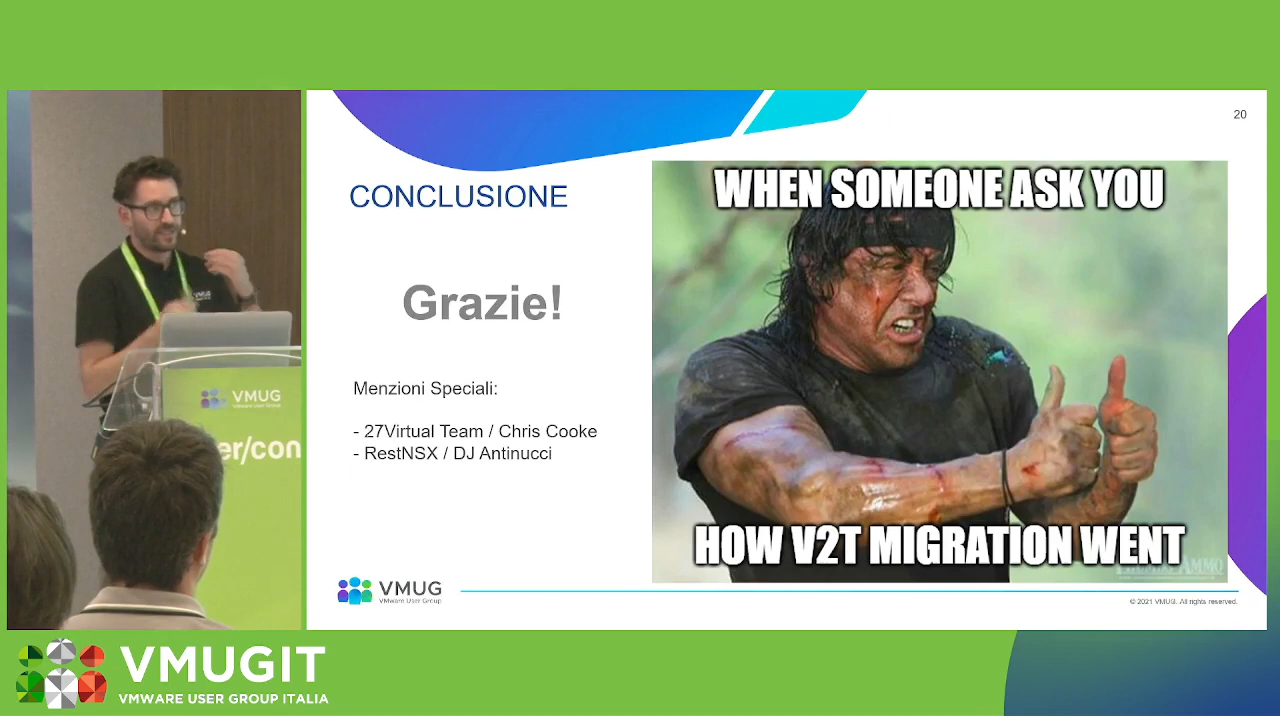 20
CONCLUSIONE
WHEN SOMEONE ASK YOU
Grazie!
Menzioni Speciali:
- 27Virtual Team / Chris Cooke
- RestNSX / DJ Antinucci
HOW V2T MIGRATION WENT
VMUG
VMware User Group
© 2021 VMUG. All rights reserved.
VMUG
VMware User Group
er/con
VMUGIT
VMWARE USER GROUP ITALIA